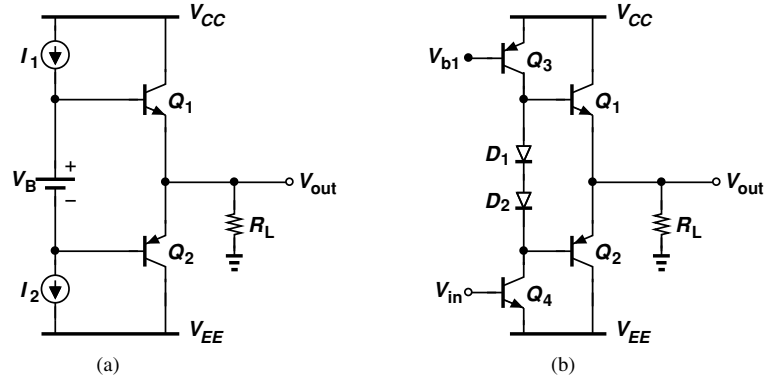 V_CC
I_1
Q_1
V_B
+
−
V_out
R_L
Q_2
I_2
V_EE
(a)
V_CC
V_b1
Q_3
Q_1
D_1
D_2
V_out
R_L
Q_2
V_in
Q_4
V_EE
(b)